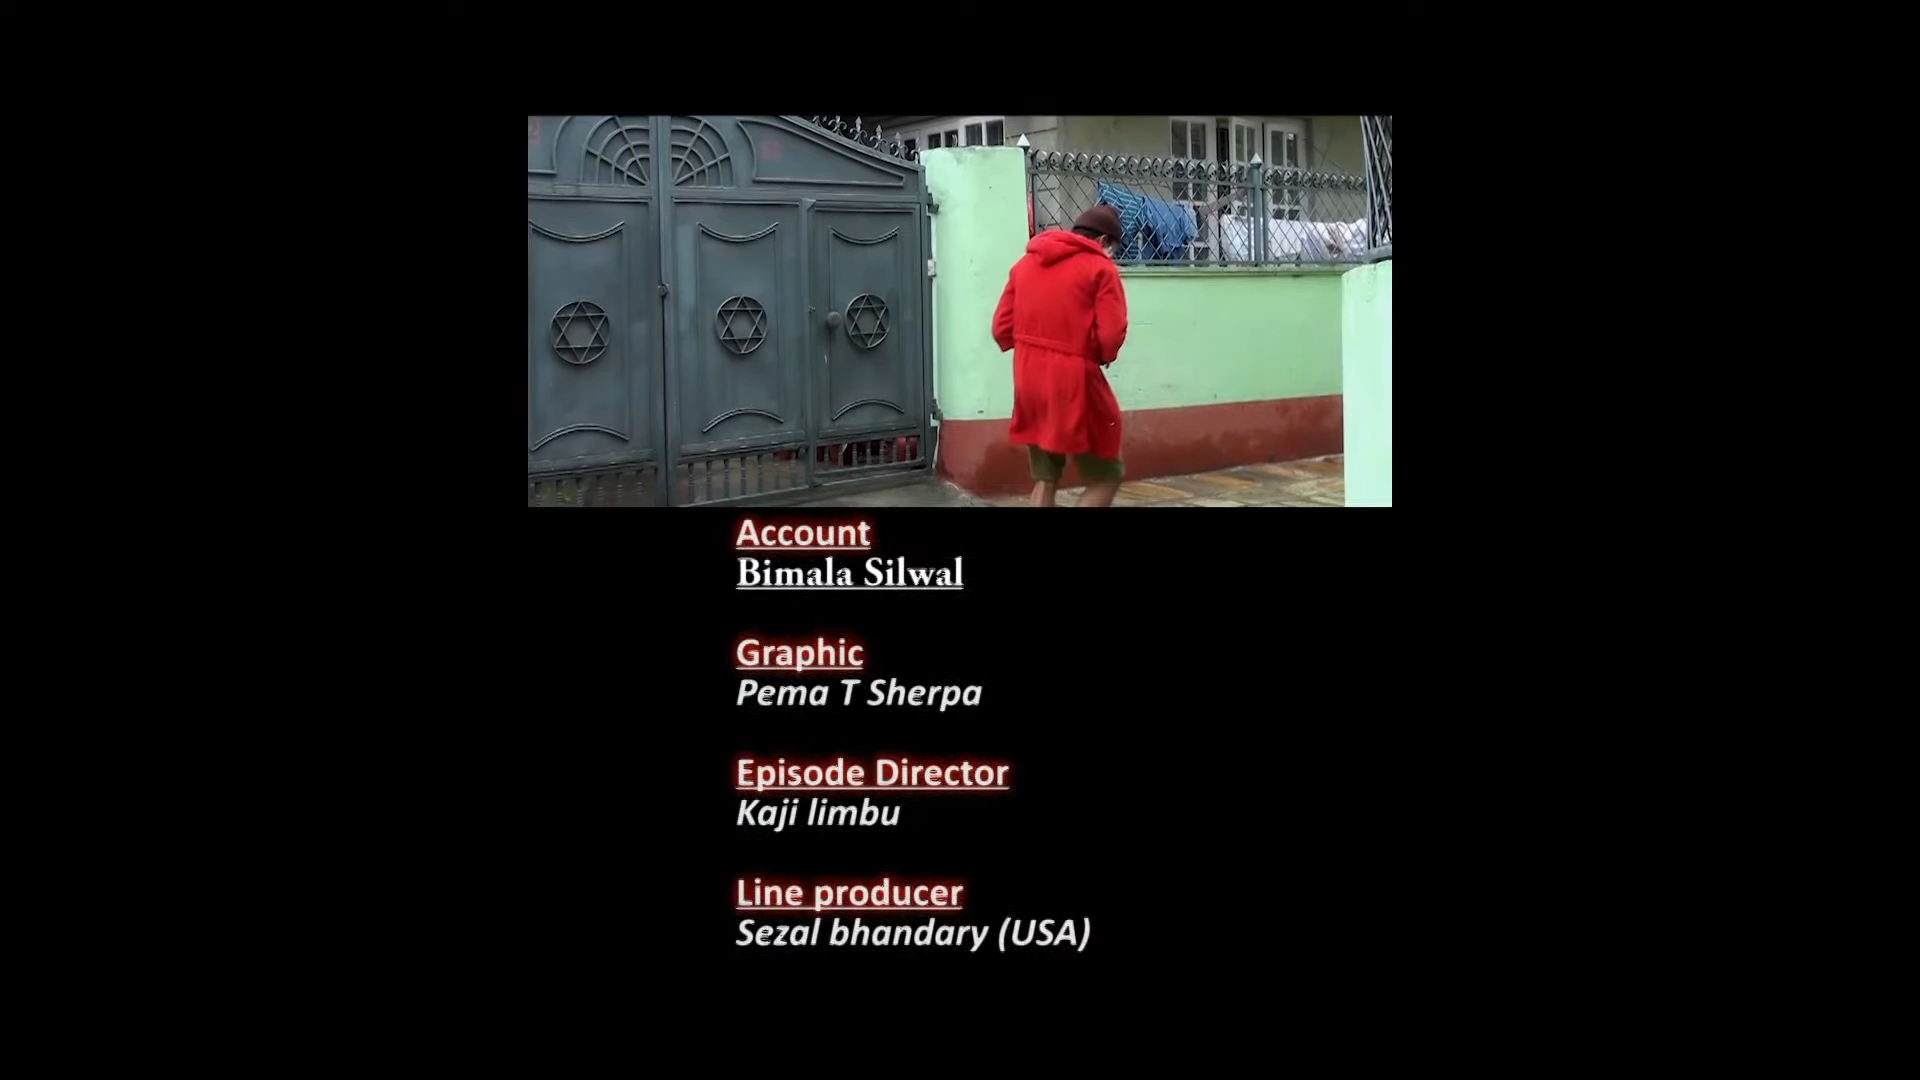 Account
Bimala Silwal
Graphic
Pema T Sherpa
Episode Director
Kaji limbu
Line producer
Sezal bhandary (USA)